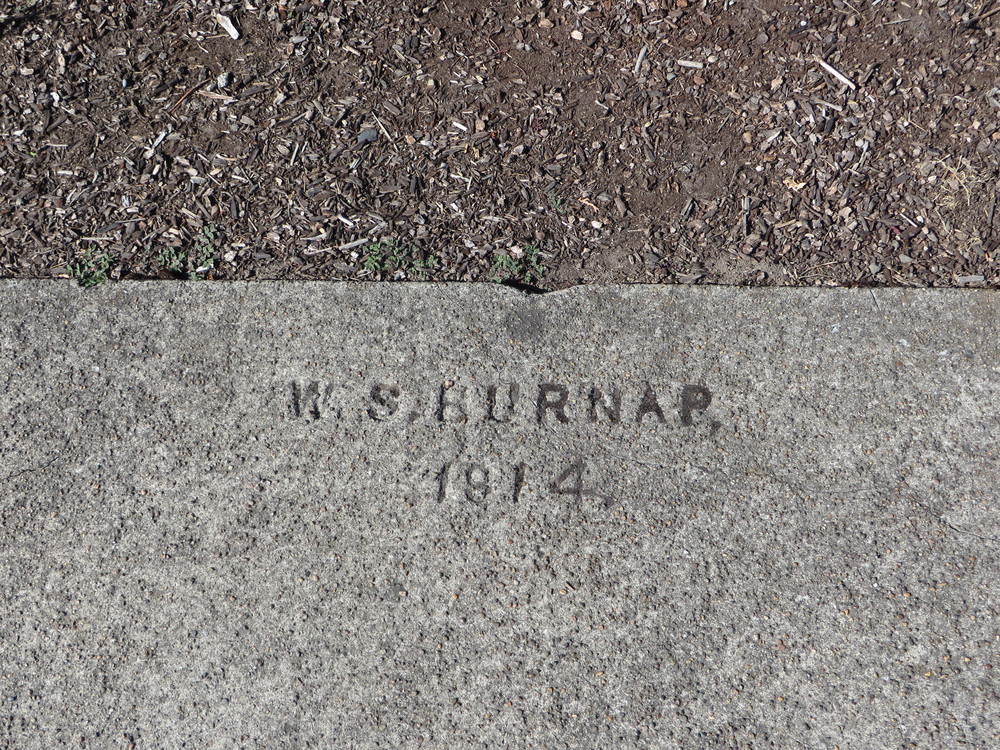 W. S. BURNAP,
1914.